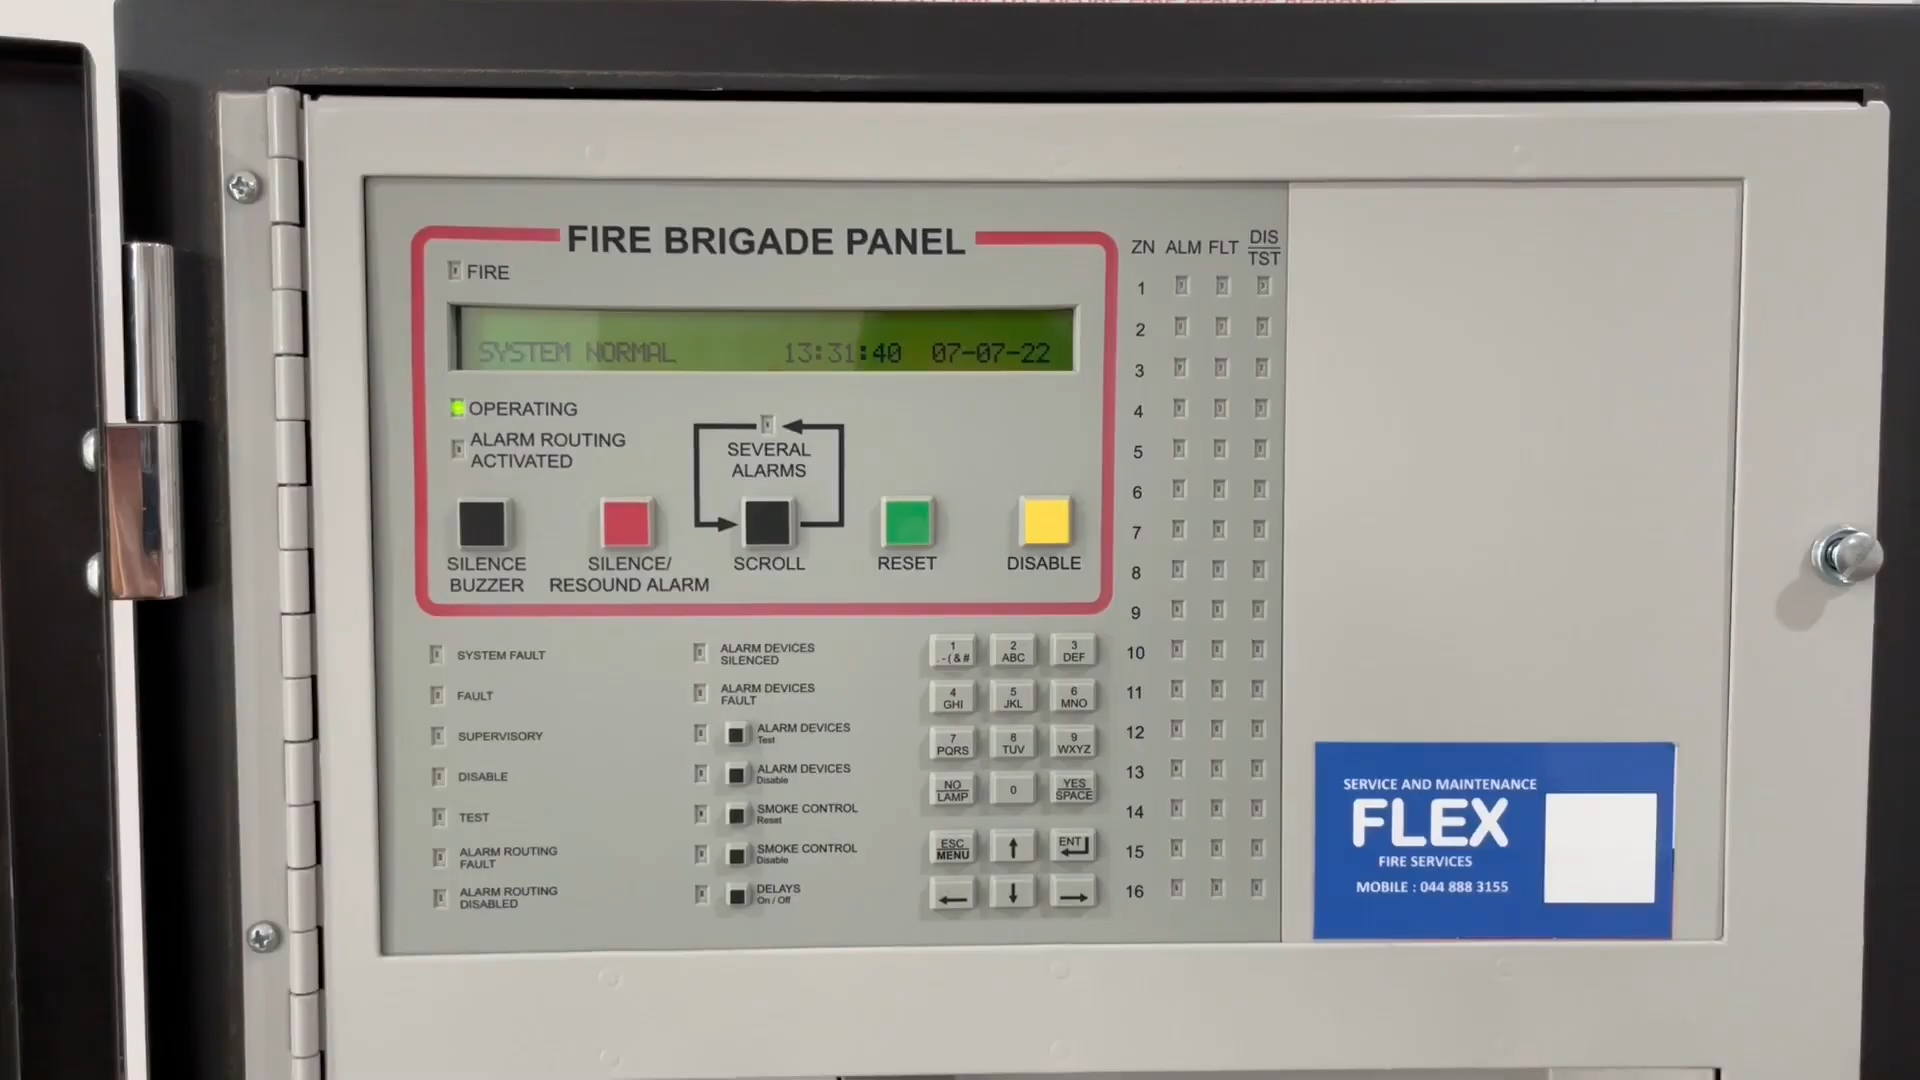 FIRE BRIGADE PANEL
FIRE
SYSTEM NORMAL 13:31:40 07-07-22
OPERATING
ALARM ROUTING
ACTIVATED
SEVERAL
ALARMS
SILENCE
BUZZER
SILENCE/
RESOUND ALARM
SCROLL
RESET
DISABLE
SYSTEM FAULT
FAULT
SUPERVISORY
DISABLE
TEST
ALARM ROUTING
FAULT
ALARM ROUTING
DISABLED
ALARM DEVICES
SILENCED
ALARM DEVICES
FAULT
ALARM DEVICES
Test
ALARM DEVICES
Disable
SMOKE CONTROL
Reset
SMOKE CONTROL
Disable
DELAYS
On / Off
1 2 3
.-(&# ABC DEF
4 5 6
GHI JKL MNO
7 8 9
PQRS TUV WXYZ
NO 0 YES
LAMP SPACE
ESC ↑ ENT
MENU
← ↓ →
ZN ALM FLT DIS
TST
1
2
3
4
5
6
7
8
9
10
11
12
13
14
15
16
SERVICE AND MAINTENANCE
FLEX
FIRE SERVICES
MOBILE : 044 888 3155